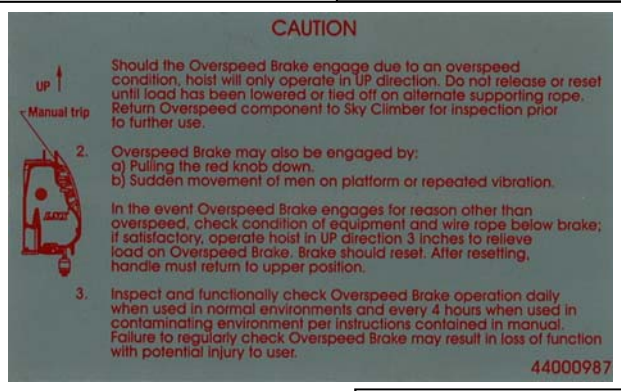 CAUTION
Should the Overspeed Brake engage due to an overspeed
condition, hoist will only operate in UP direction. Do not release or reset
until load has been lowered or tied off on alternate supporting rope.
Return Overspeed component to Sky Climber for inspection prior
to further use.
UP
Manual trip
2. Overspeed Brake may also be engaged by:
a) Pulling the red knob down.
b) Sudden movement of men on platform or repeated vibration.
In the event Overspeed Brake engages for reason other than
overspeed, check condition of equipment and wire rope below brake;
if satisfactory, operate hoist in UP direction 3 inches to relieve
load on Overspeed Brake. Brake should reset. After resetting,
handle must return to upper position.
3. Inspect and functionally check Overspeed Brake operation daily
when used in normal environments and every 4 hours when used in
contaminating environment per instructions contained in manual.
Failure to regularly check Overspeed Brake may result in loss of function
with potential injury to user.
44000987